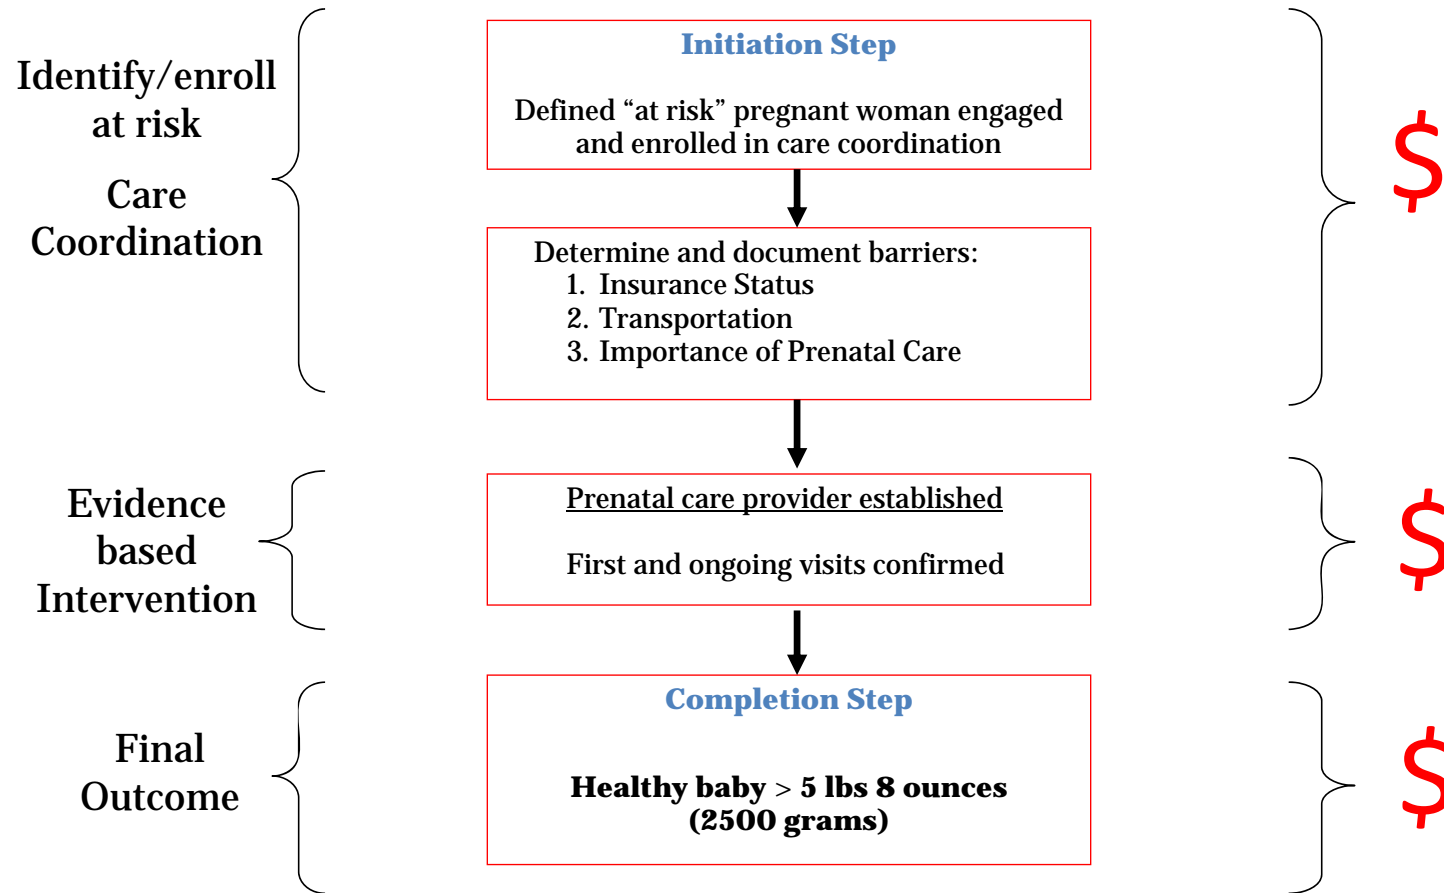 Identify/enroll
at risk
Care
Coordination
Initiation Step
Defined “at risk” pregnant woman engaged
and enrolled in care coordination
Determine and document barriers:
1. Insurance Status
2. Transportation
3. Importance of Prenatal Care
$
Evidence
based
Intervention
Prenatal care provider established
First and ongoing visits confirmed
$
Final
Outcome
Completion Step
Healthy baby > 5 lbs 8 ounces
(2500 grams)
$